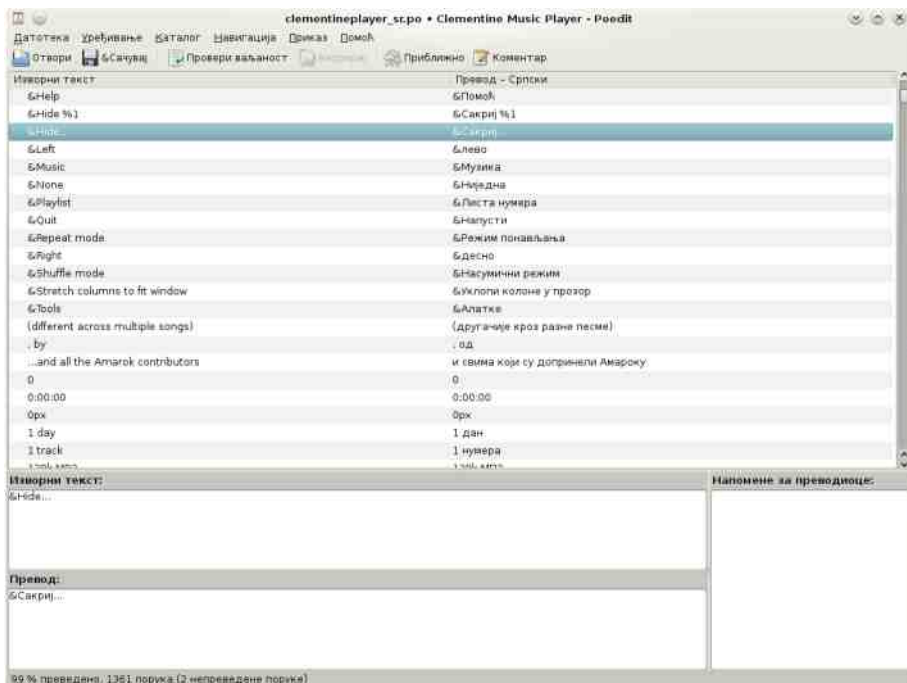 clementineplayer_sr.po • Clementine Music Player - Poedit
Датотека Уређивање Каталог Навигација Приказ Помоћ
Отвори &Сачувај Провери ваљаност Приближно Коментар
Изворни текст Превод – Српски
&Help &Помоћ
&Hide %1 &Сакриј %1
&Hide... &Сакриј...
&Left &лево
&Music &Музика
&None &Ниједна
&Playlist &Листа нумера
&Quit &Напусти
&Repeat mode &Режим понављања
&Right &десно
&Shuffle mode &Насумични режим
&Stretch columns to fit window &Уклопи колоне у прозор
&Tools &Алатке
(different across multiple songs) (другачије кроз разне песме)
, by , од
...and all the Amarok contributors и свима који су допринели Амароку
0 0
0:00:00 0:00:00
0px 0px
1 day 1 дан
1 track 1 нумера
128k MP3 128k MP3
Изворни текст: Напомене за преводиоце:
&Hide...
Превод:
&Сакриј...
99 % преведено, 1361 порука (2 непреведене поруке)